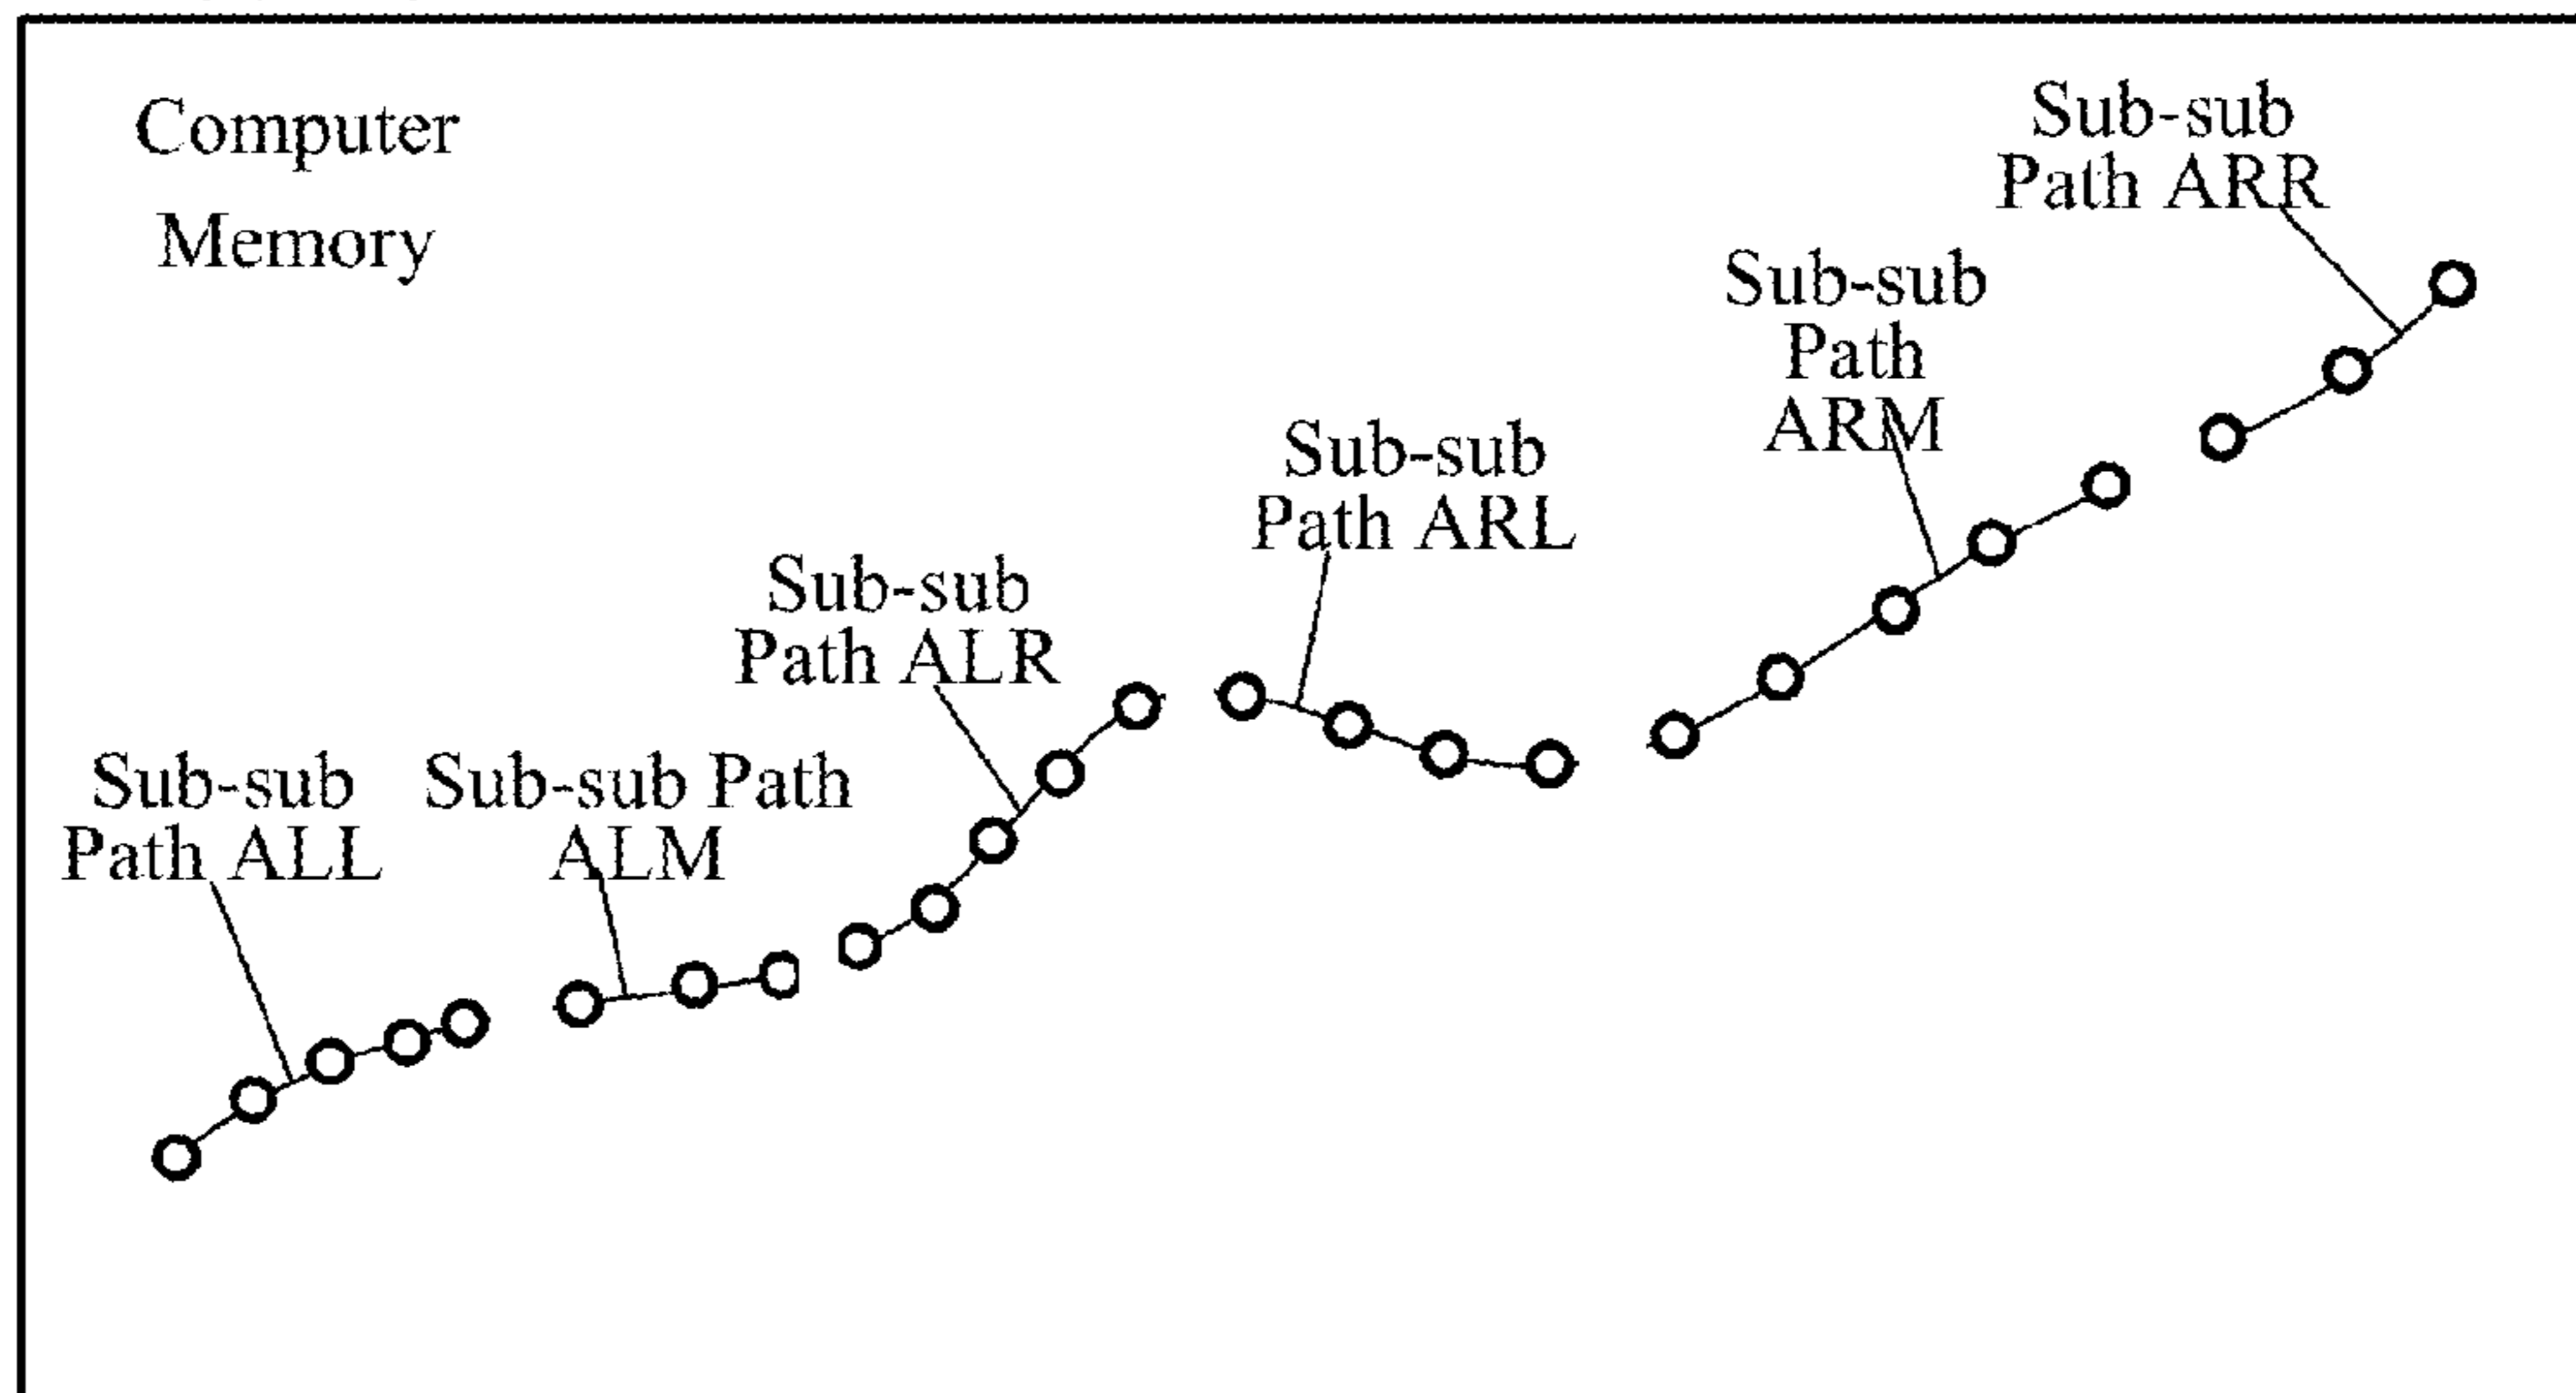 Computer
Memory
Sub-sub
Path ARR
Sub-sub
Path
ARM
Sub-sub
Path ARL
Sub-sub
Path ALR
Sub-sub
Path ALL
Sub-sub Path
ALM